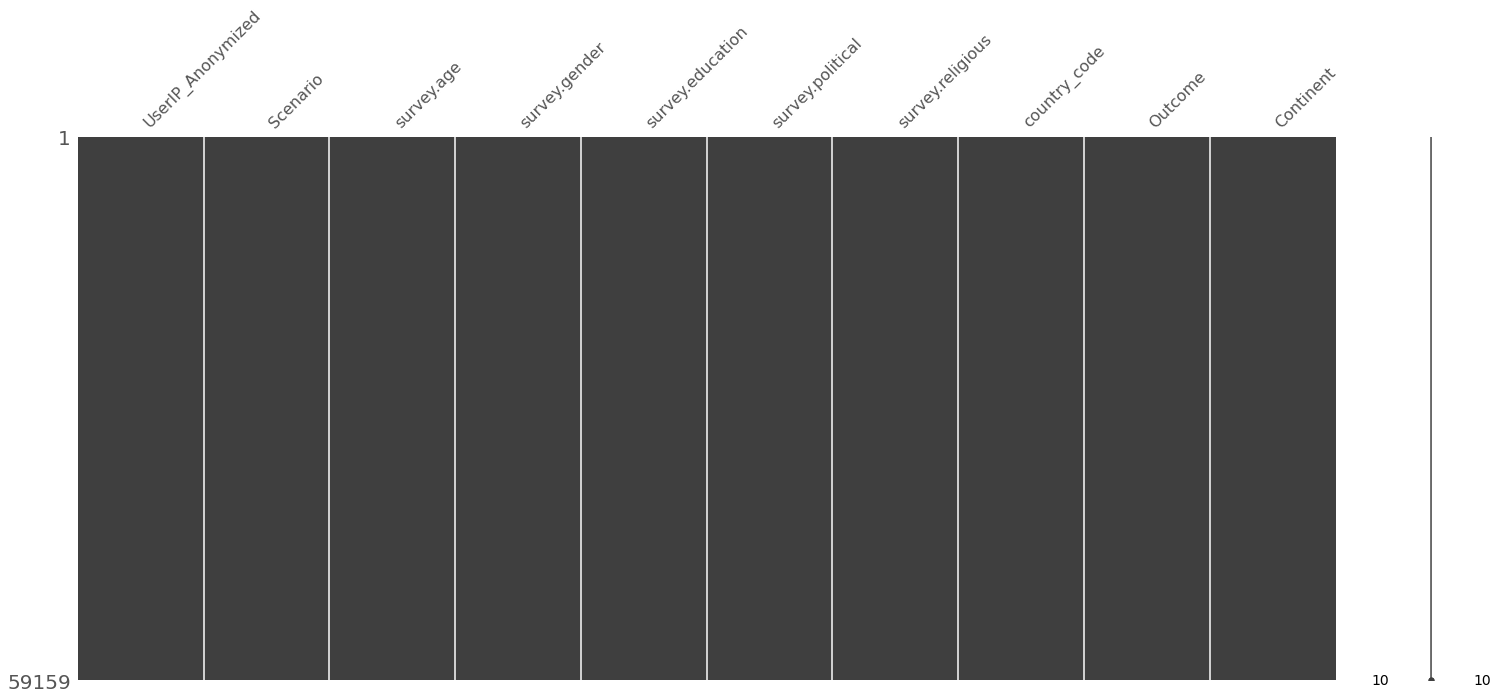 UserIP_Anonymized
Scenario
survey.age
survey.gender
survey.education
survey.political
survey.religious
country_code
Outcome
Continent
1
59159
10
10